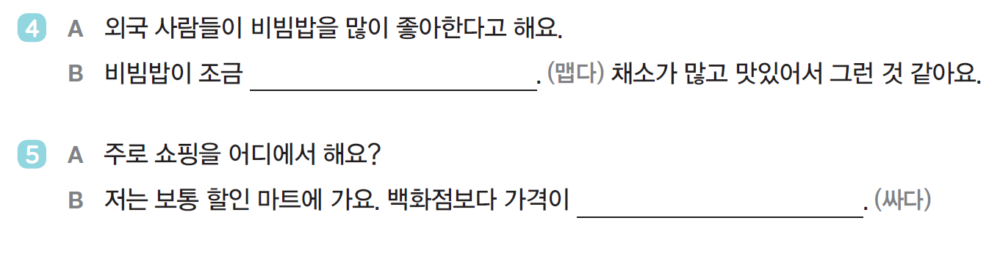 4 A 외국 사람들이 비빔밥을 많이 좋아한다고 해요.
B 비빔밥이 조금 ____________________. (맵다) 채소가 많고 맛있어서 그런 것 같아요.
5 A 주로 쇼핑을 어디에서 해요?
B 저는 보통 할인 마트에 가요. 백화점보다 가격이 ____________________. (싸다)